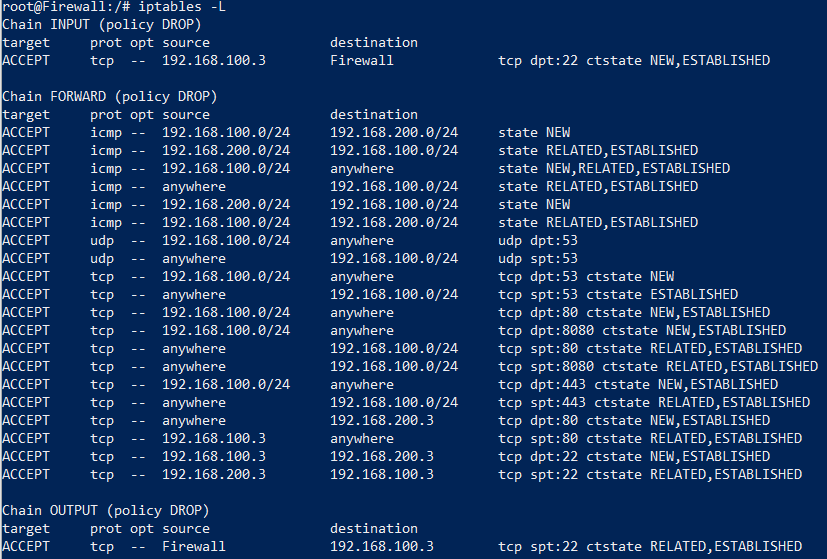 root@Firewall:/# iptables -L
Chain INPUT (policy DROP)
target     prot opt source               destination
ACCEPT     tcp  --  192.168.100.3        Firewall             tcp dpt:22 ctstate NEW,ESTABLISHED

Chain FORWARD (policy DROP)
target     prot opt source               destination
ACCEPT     icmp --  192.168.100.0/24     192.168.200.0/24     state NEW
ACCEPT     icmp --  192.168.200.0/24     192.168.100.0/24     state RELATED,ESTABLISHED
ACCEPT     icmp --  192.168.100.0/24     anywhere             state NEW,RELATED,ESTABLISHED
ACCEPT     icmp --  anywhere             192.168.100.0/24     state RELATED,ESTABLISHED
ACCEPT     icmp --  192.168.200.0/24     192.168.100.0/24     state NEW
ACCEPT     icmp --  192.168.100.0/24     192.168.200.0/24     state RELATED,ESTABLISHED
ACCEPT     udp  --  192.168.100.0/24     anywhere             udp dpt:53
ACCEPT     udp  --  anywhere             192.168.100.0/24     udp spt:53
ACCEPT     tcp  --  192.168.100.0/24     anywhere             tcp dpt:53 ctstate NEW
ACCEPT     tcp  --  anywhere             192.168.100.0/24     tcp spt:53 ctstate ESTABLISHED
ACCEPT     tcp  --  192.168.100.0/24     anywhere             tcp dpt:80 ctstate NEW,ESTABLISHED
ACCEPT     tcp  --  192.168.100.0/24     anywhere             tcp dpt:8080 ctstate NEW,ESTABLISHED
ACCEPT     tcp  --  anywhere             192.168.100.0/24     tcp spt:80 ctstate RELATED,ESTABLISHED
ACCEPT     tcp  --  anywhere             192.168.100.0/24     tcp spt:8080 ctstate RELATED,ESTABLISHED
ACCEPT     tcp  --  192.168.100.0/24     anywhere             tcp dpt:443 ctstate NEW,ESTABLISHED
ACCEPT     tcp  --  anywhere             192.168.100.0/24     tcp spt:443 ctstate RELATED,ESTABLISHED
ACCEPT     tcp  --  anywhere             192.168.200.3        tcp dpt:80 ctstate NEW,ESTABLISHED
ACCEPT     tcp  --  192.168.100.3        anywhere             tcp spt:80 ctstate RELATED,ESTABLISHED
ACCEPT     tcp  --  192.168.100.3        192.168.200.3        tcp dpt:22 ctstate NEW,ESTABLISHED
ACCEPT     tcp  --  192.168.200.3        192.168.100.3        tcp spt:22 ctstate RELATED,ESTABLISHED

Chain OUTPUT (policy DROP)
target     prot opt source               destination
ACCEPT     tcp  --  Firewall             192.168.100.3        tcp spt:22 ctstate RELATED,ESTABLISHED